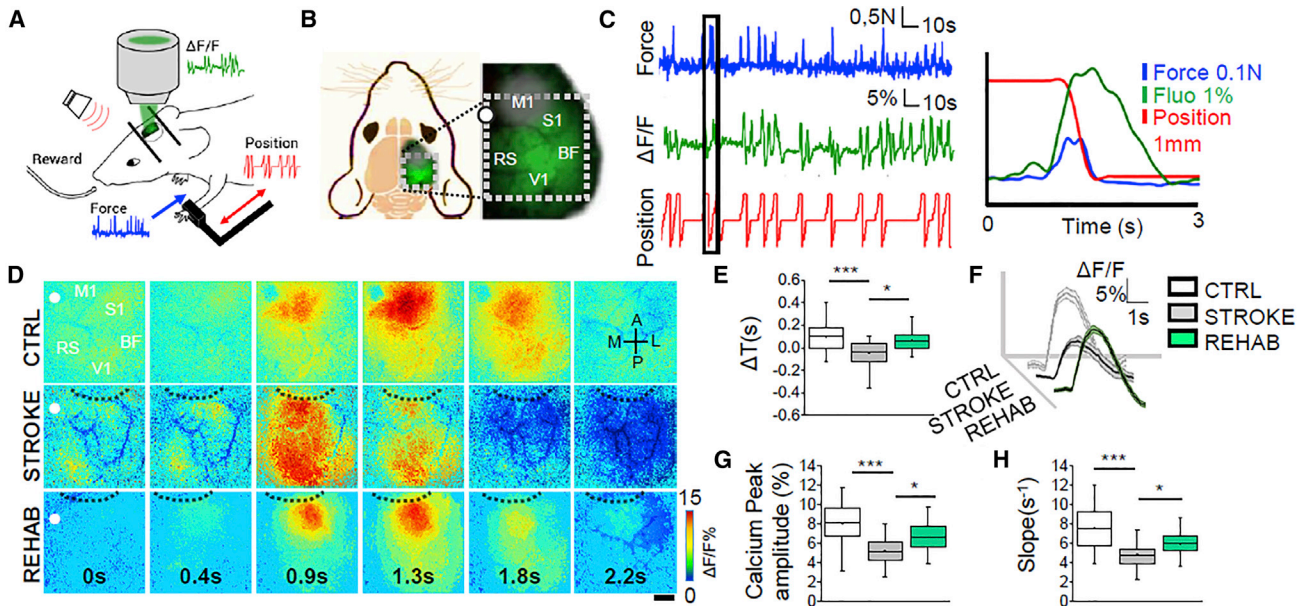 A
ΔF/F
Reward
Position
Force
B
M1
S1
RS
BF
V1
C
0,5N
10s
Force
5%
10s
ΔF/F
Position
Force 0.1N
Fluo 1%
Position
1mm
0
3
Time (s)
D
CTRL
M1
S1
RS
BF
V1
A
M
L
P
STROKE
REHAB
0s
0.4s
0.9s
1.3s
1.8s
2.2s
15
0
ΔF/F%
E
ΔT(s)
0.6
0.4
0.2
0.0
-0.2
-0.4
-0.6
***
*
F
ΔF/F
5%
1s
CTRL
STROKE
REHAB
CTRL
STROKE
REHAB
G
Calcium Peak
amplitude (%)
14
12
10
8
6
4
2
0
***
*
H
Slope(s⁻¹)
14
12
10
8
6
4
2
0
***
*